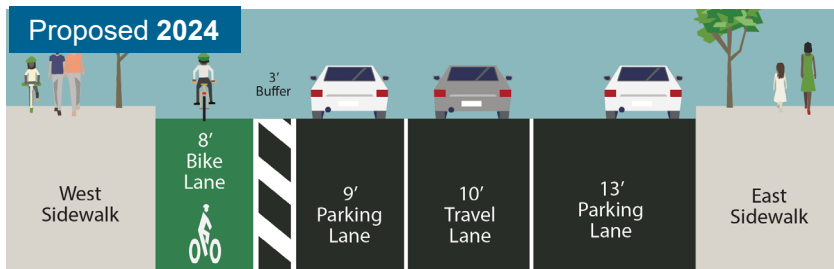 Proposed 2024
3’
Buffer
8’
Bike
Lane
West
Sidewalk
9’
Parking
Lane
10’
Travel
Lane
13’
Parking
Lane
East
Sidewalk